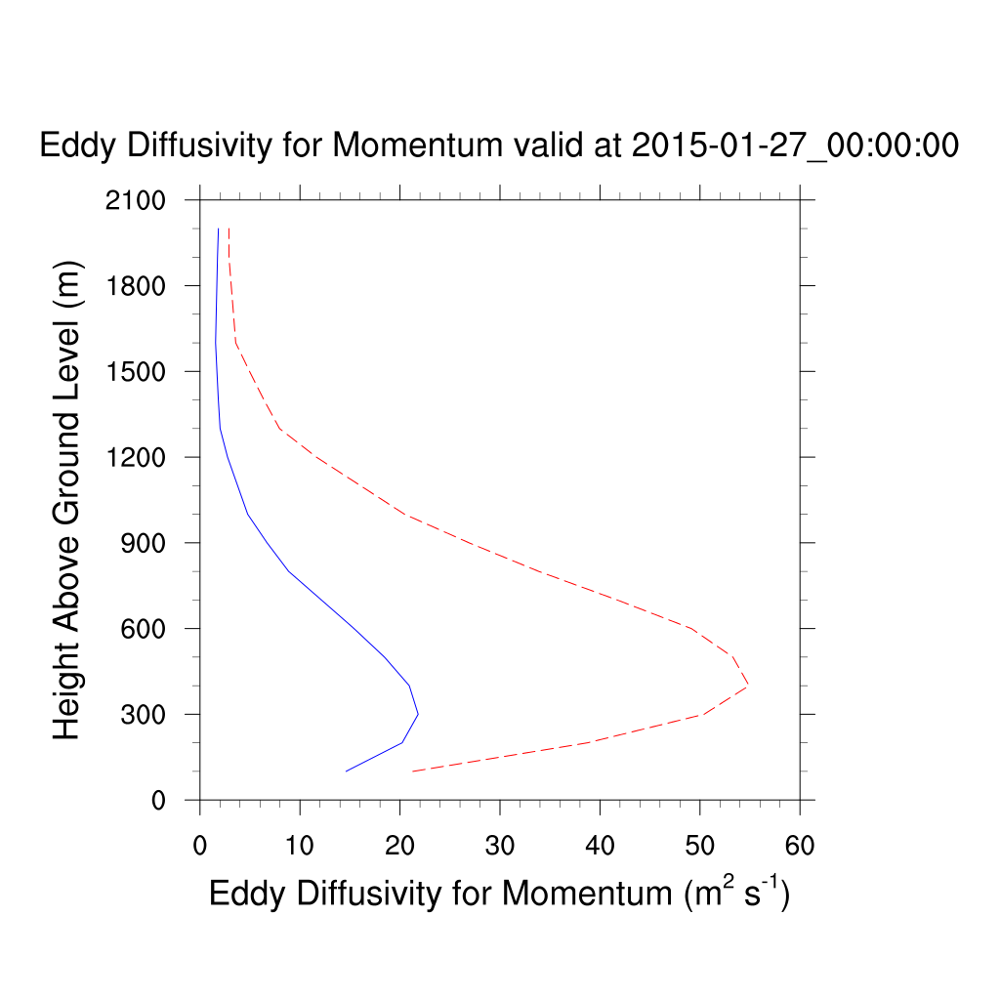 Eddy Diffusivity for Momentum valid at 2015-01-27_00:00:00
2100
1800
1500
1200
900
600
300
0
Height Above Ground Level (m)
0 10 20 30 40 50 60
Eddy Diffusivity for Momentum (m² s⁻¹)